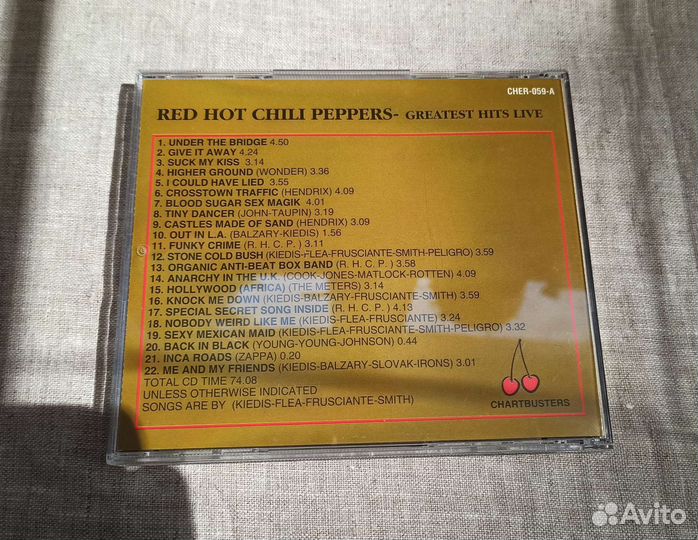 CHER-059-A
RED HOT CHILI PEPPERS- GREATEST HITS LIVE
1. UNDER THE BRIDGE 4.50
2. GIVE IT AWAY 4.24
3. SUCK MY KISS 3.14
4. HIGHER GROUND (WONDER) 3.36
5. I COULD HAVE LIED 3.55
6. CROSSTOWN TRAFFIC (HENDRIX) 4.09
7. BLOOD SUGAR SEX MAGIK 4.01
8. TINY DANCER (JOHN-TAUPIN) 3.19
9. CASTLES MADE OF SAND (HENDRIX) 3.09
10. OUT IN L.A. (BALZARY-KIEDIS) 1.56
11. FUNKY CRIME (R. H. C. P.) 3.11
12. STONE COLD BUSH (KIEDIS-FLEA-FRUSCIANTE-SMITH-PELIGRO) 3.59
13. ORGANIC ANTI-BEAT BOX BAND (R. H. C. P.) 3.58
14. ANARCHY IN THE U.K. (COOK-JONES-MATLOCK-ROTTEN) 4.09
15. HOLLYWOOD (AFRICA) (THE METERS) 3.14
16. KNOCK ME DOWN (KIEDIS-BALZARY-FRUSCIANTE-SMITH) 3.59
17. SPECIAL SECRET SONG INSIDE (R. H. C. P. ) 4.13
18. NOBODY WEIRD LIKE ME (KIEDIS-FLEA-FRUSCIANTE) 3.24
19. SEXY MEXICAN MAID (KIEDIS-FLEA-FRUSCIANTE-SMITH-PELIGRO) 3.32
20. BACK IN BLACK (YOUNG-YOUNG-JOHNSON) 0.44
21. INCA ROADS (ZAPPA) 0.20
22. ME AND MY FRIENDS (KIEDIS-BALZARY-SLOVAK-IRONS) 3.01
TOTAL CD TIME 74.08
UNLESS OTHERWISE INDICATED
SONGS ARE BY (KIEDIS-FLEA-FRUSCIANTE-SMITH)
CHARTBUSTERS
Avito